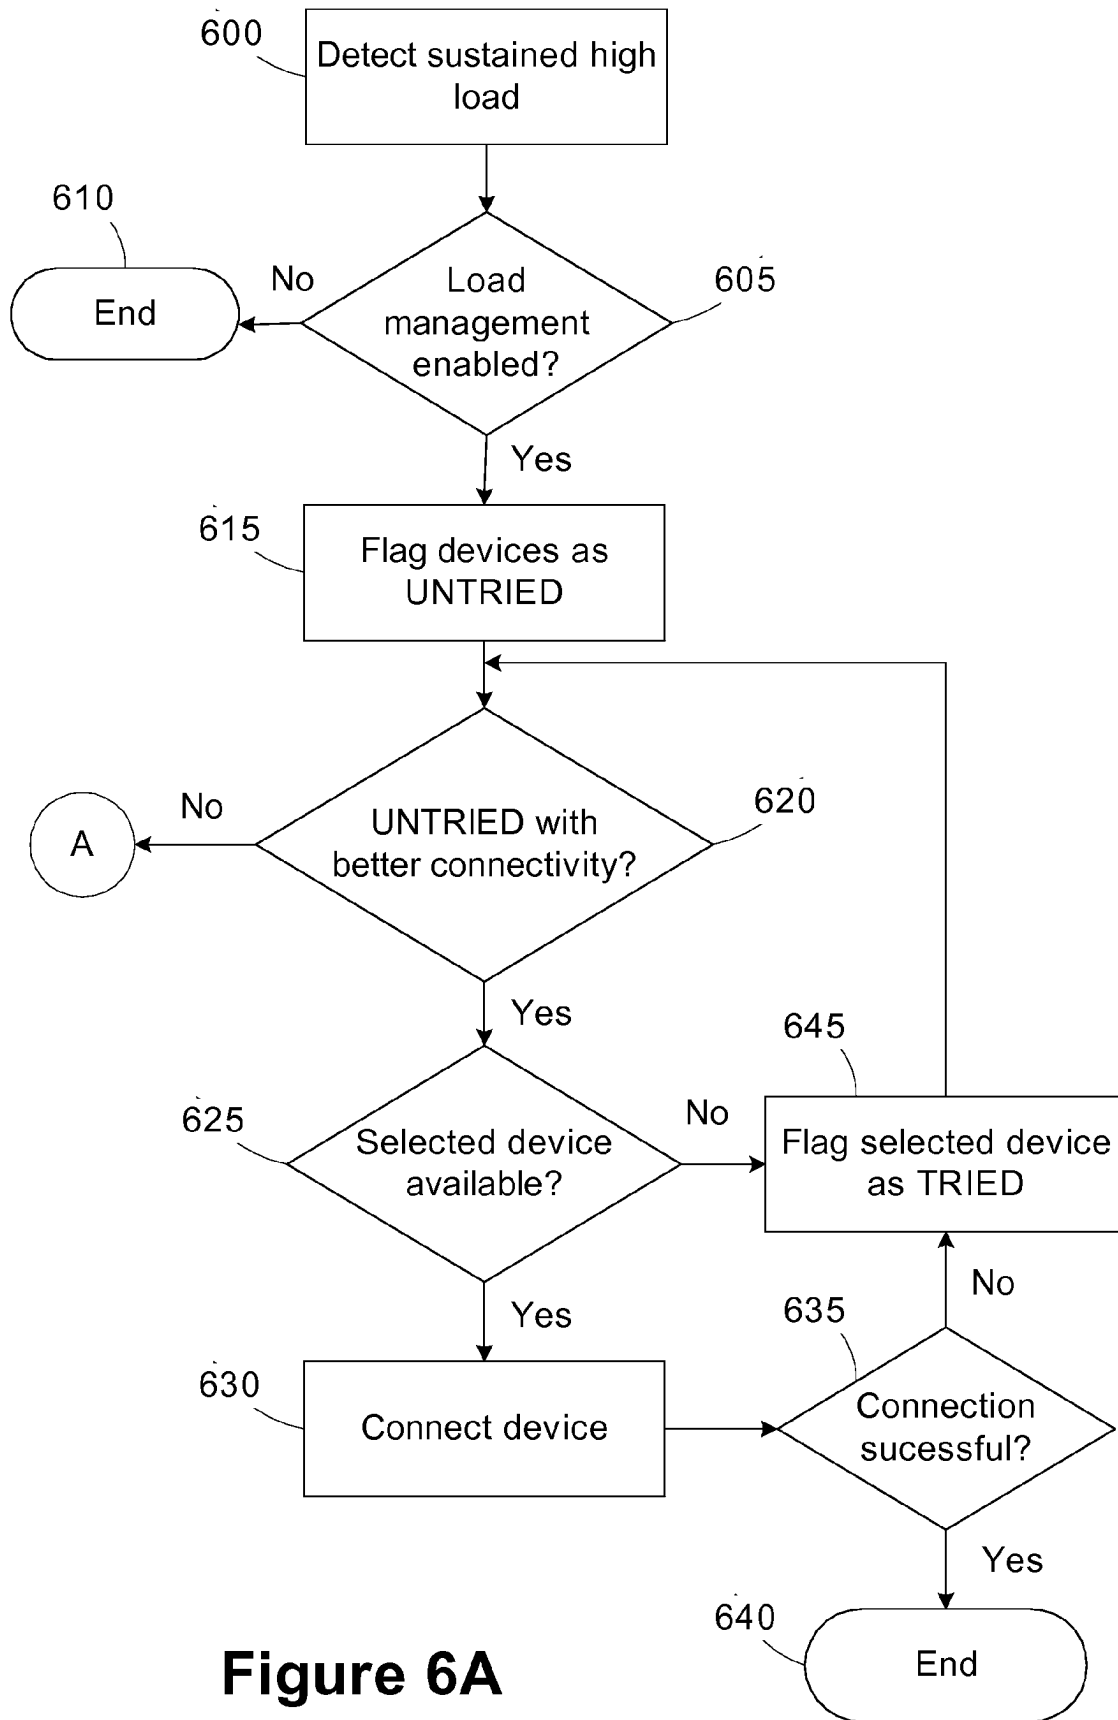 600
Detect sustained high
load
610
End
No
Load
management
enabled?
605
Yes
615
Flag devices as
UNTRIED
A
No
UNTRIED with
better connectivity?
620
Yes
625
Selected device
available?
No
645
Flag selected device
as TRIED
Yes
No
630
Connect device
635
Connection
sucessful?
Yes
640
End
Figure 6A